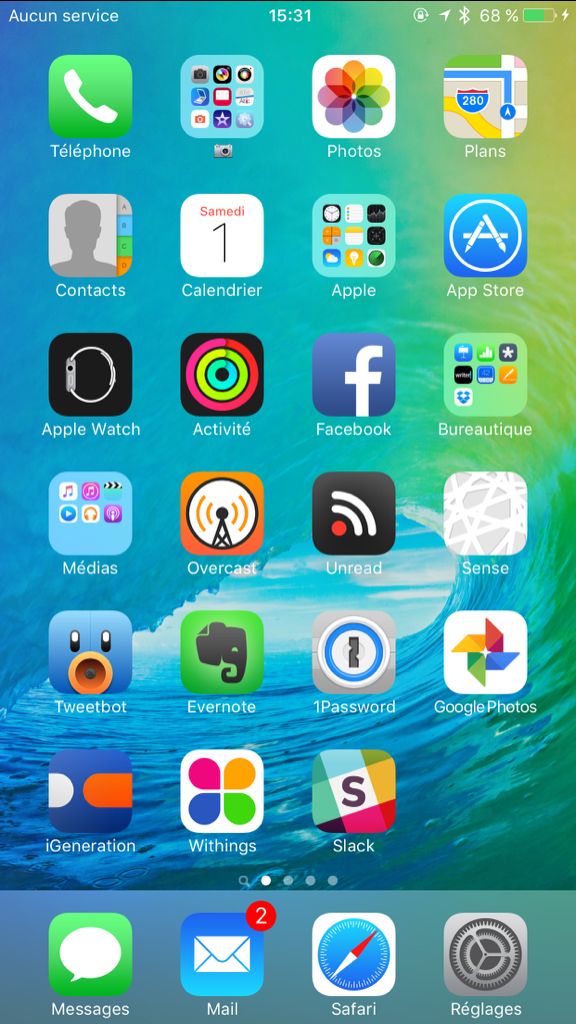 Aucun service 15:31 68 %
280
Téléphone Photos Plans
Samedi
1
A
B
C
D
Contacts Calendrier Apple App Store
writer
Apple Watch Activité Facebook Bureautique
Médias Overcast Unread Sense
Tweetbot Evernote 1Password Google Photos
S
iGeneration Withings Slack
2
Messages Mail Safari Réglages